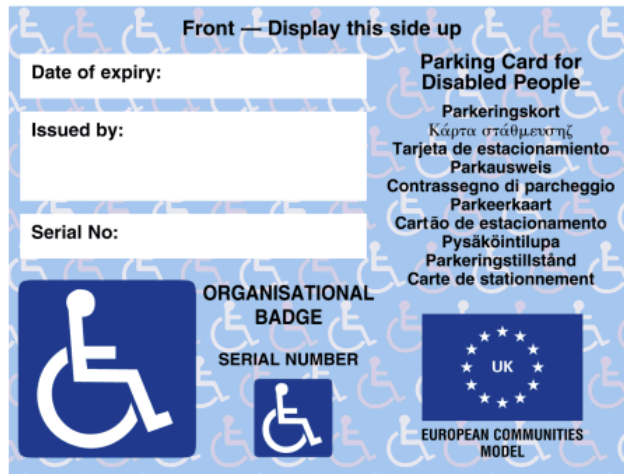 Front — Display this side up
Date of expiry:
Issued by:
Serial No:
ORGANISATIONAL
BADGE
SERIAL NUMBER
Parking Card for
Disabled People
Parkeringskort
Κάρτα στάθμευσηζ
Tarjeta de estacionamiento
Parkausweis
Contrassegno di parcheggio
Parkeerkaart
Cartão de estacionamento
Pysäköintilupa
Parkeringstillstånd
Carte de stationnement
UK
EUROPEAN COMMUNITIES
MODEL